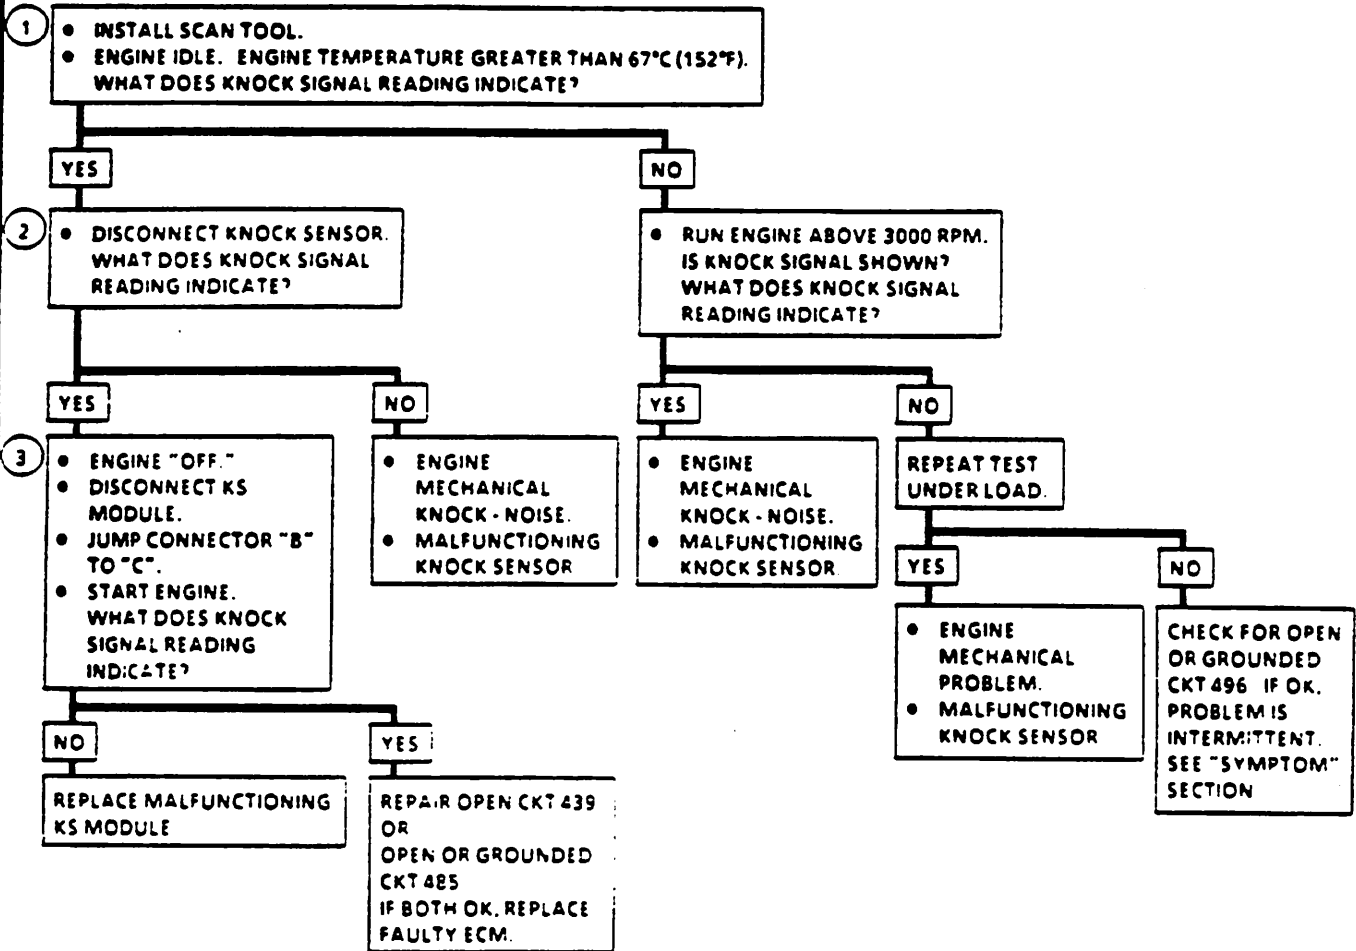 1
• INSTALL SCAN TOOL.
• ENGINE IDLE. ENGINE TEMPERATURE GREATER THAN 67°C (152°F).
WHAT DOES KNOCK SIGNAL READING INDICATE?
YES
NO
2
• DISCONNECT KNOCK SENSOR.
WHAT DOES KNOCK SIGNAL
READING INDICATE?
• RUN ENGINE ABOVE 3000 RPM.
IS KNOCK SIGNAL SHOWN?
WHAT DOES KNOCK SIGNAL
READING INDICATE?
YES
NO
YES
NO
3
• ENGINE "OFF."
• DISCONNECT KS
MODULE.
• JUMP CONNECTOR "B"
TO "C".
• START ENGINE.
WHAT DOES KNOCK
SIGNAL READING
INDICATE?
• ENGINE
MECHANICAL
KNOCK - NOISE.
• MALFUNCTIONING
KNOCK SENSOR
• ENGINE
MECHANICAL
KNOCK - NOISE.
• MALFUNCTIONING
KNOCK SENSOR
REPEAT TEST
UNDER LOAD.
YES
NO
• ENGINE
MECHANICAL
PROBLEM.
• MALFUNCTIONING
KNOCK SENSOR
CHECK FOR OPEN
OR GROUNDED
CKT 496 IF OK,
PROBLEM IS
INTERMITTENT.
SEE "SYMPTOM"
SECTION
NO
YES
REPLACE MALFUNCTIONING
KS MODULE
REPAIR OPEN CKT 439
OR
OPEN OR GROUNDED
CKT 485
IF BOTH OK, REPLACE
FAULTY ECM.